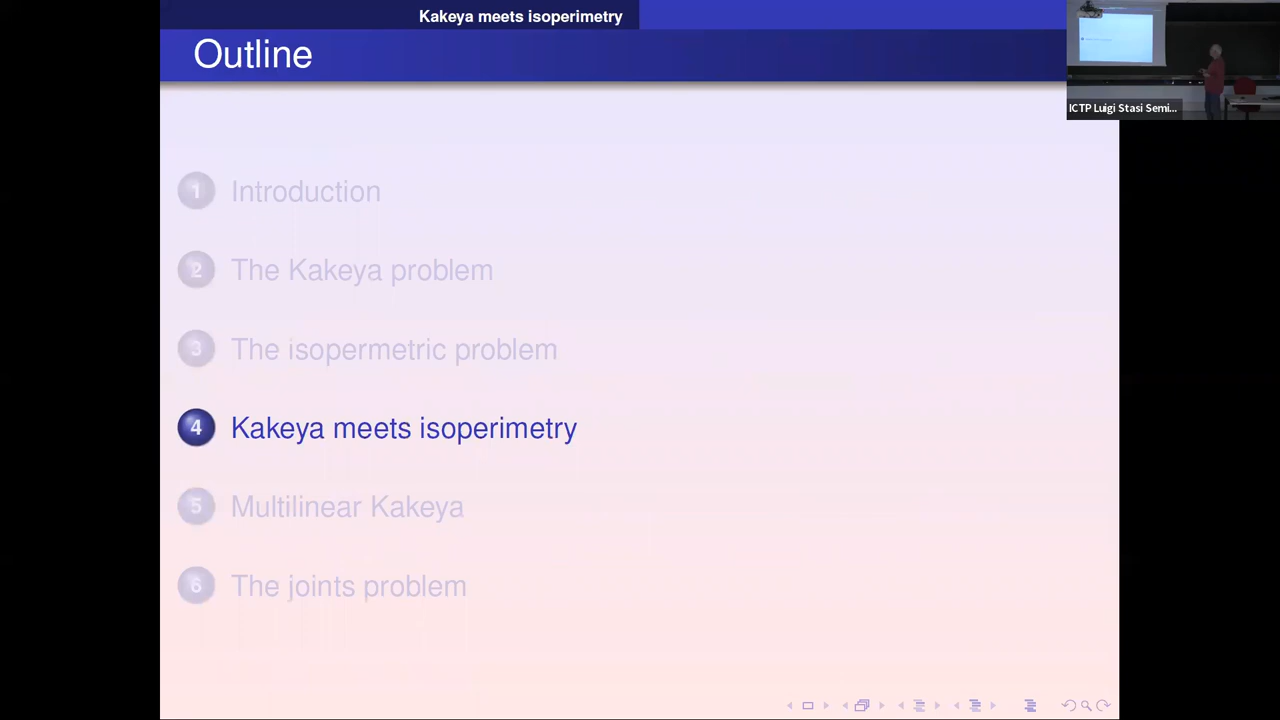 Kakeya meets isoperimetry
Outline
ICTP Luigi Stasi Semi...
1 Introduction
2 The Kakeya problem
3 The isopermetric problem
4 Kakeya meets isoperimetry
5 Multilinear Kakeya
6 The joints problem